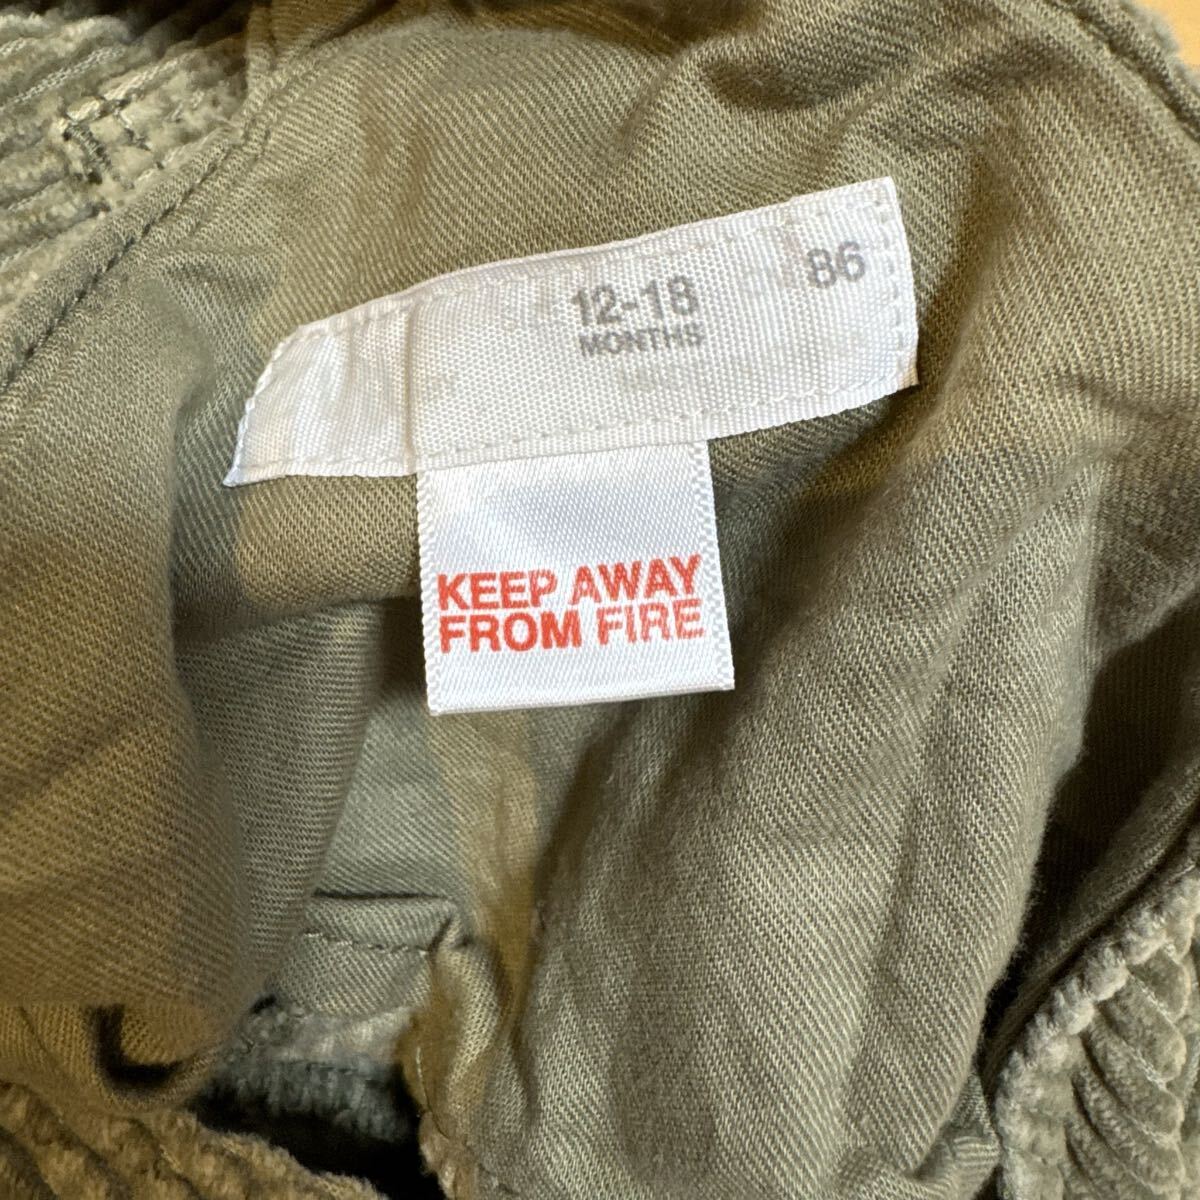 12-18
MONTHS
86
KEEP AWAY
FROM FIRE